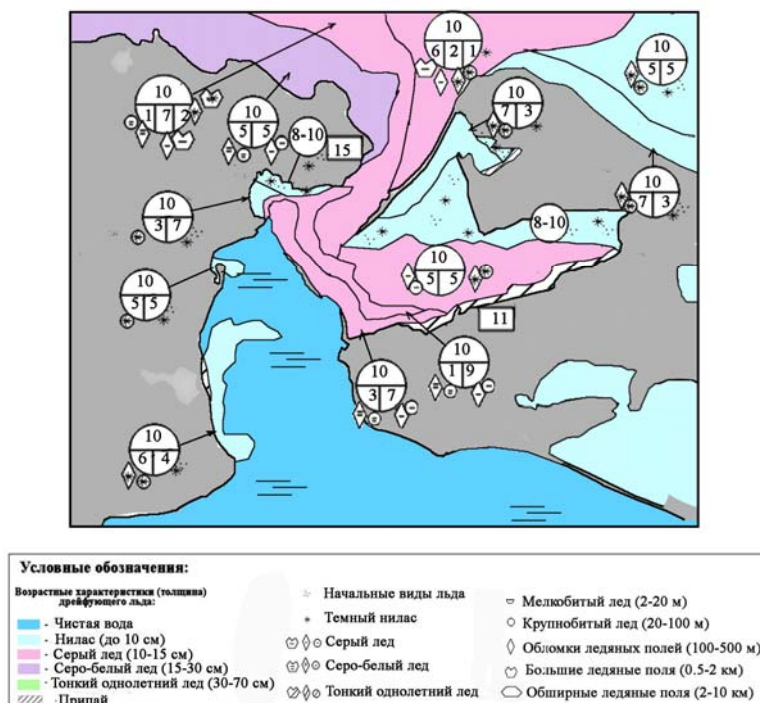 10
6 2 1
10
5 5
10
1 7 2
10
5 5
10
7 3
8-10
15
10
3 7
10
7 3
8-10
10
5 5
10
5 5
11
10
1 9
10
3 7
10
6 4
Условные обозначения:
Возрастные характеристики (толщина)
дрейфующего льда:
- Чистая вода
- Нилас (до 10 см)
- Серый лед (10-15 см)
- Серо-белый лед (15-30 см)
- Тонкий однолетний лед (30-70 см)
- Припай
Начальные виды льда
Темный нилас
Серый лед
Серо-белый лед
Тонкий однолетний лед
Мелкобитый лед (2-20 м)
Крупнобитый лед (20-100 м)
Обломки ледяных полей (100-500 м)
Большие ледяные поля (0.5-2 км)
Обширные ледяные поля (2-10 км)